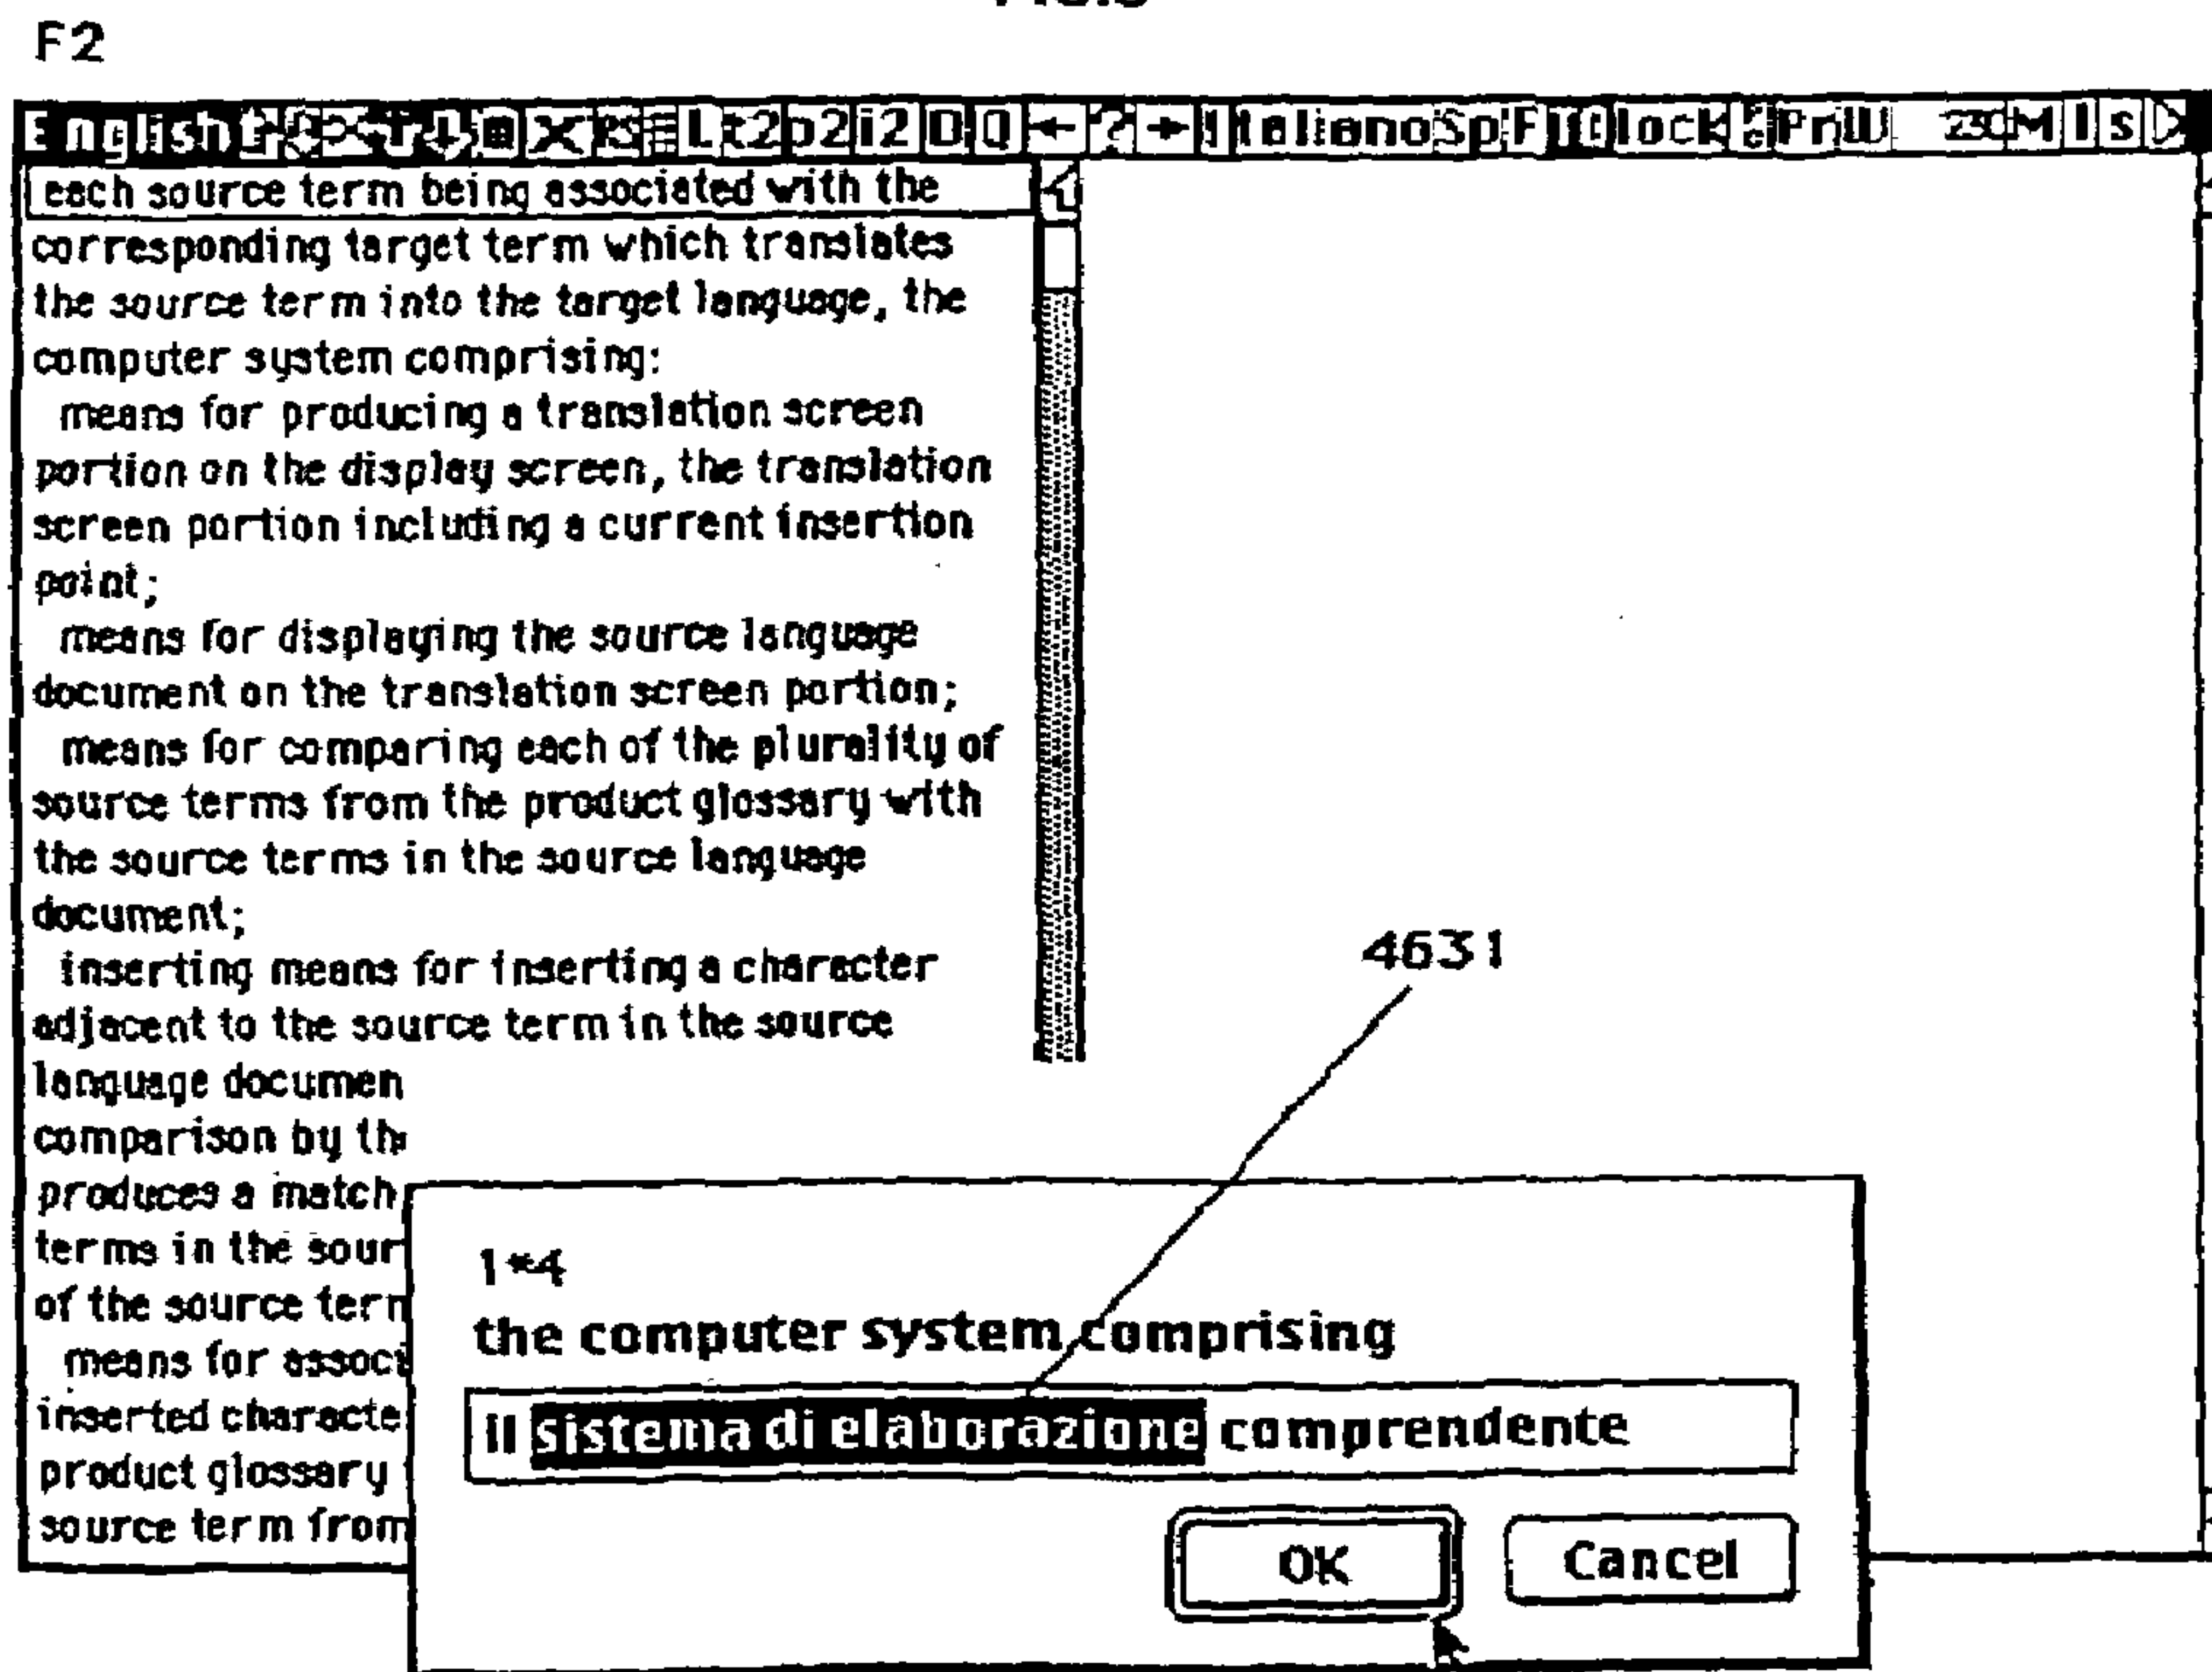 F2
English
Lt2p2i2DQ←?→ItalianoSpF
each source term being associated with the
corresponding target term which translates
the source term into the target language, the
computer system comprising:
means for producing a translation screen
portion on the display screen, the translation
screen portion including a current insertion
point;
means for displaying the source language
document on the translation screen portion;
means for comparing each of the plurality of
source terms from the product glossary with
the source terms in the source language
document;
inserting means for inserting a character
adjacent to the source term in the source
language documen
comparison by th
produces a match
terms in the sour
of the source term
means for associ
inserted characte
product glossary
source term from
4631
1*4
the computer system comprising
Il sistema di elaborazione comprendente
OK
Cancel